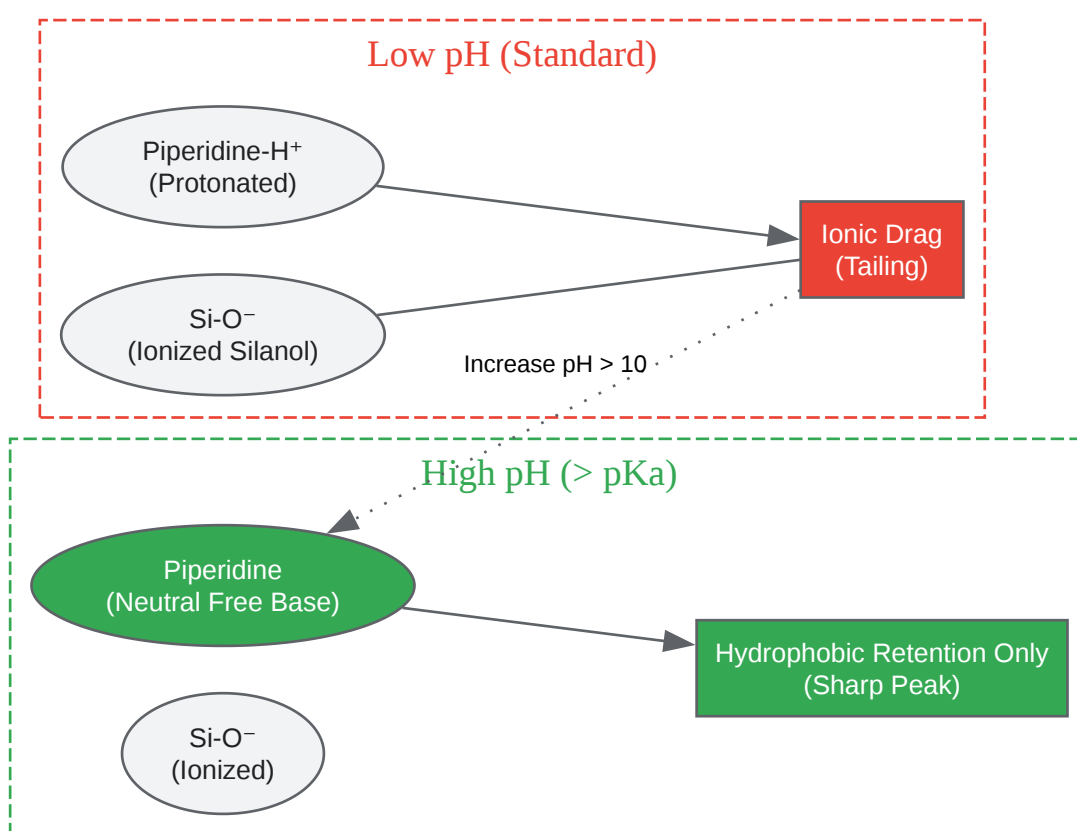 Low pH (Standard)
Piperidine-H⁺
(Protonated)
Ionic Drag
(Tailing)
Si-O⁻
(Ionized Silanol)
Increase pH > 10
High pH (> pKa)
Piperidine
(Neutral Free Base)
Hydrophobic Retention Only
(Sharp Peak)
Si-O⁻
(Ionized)